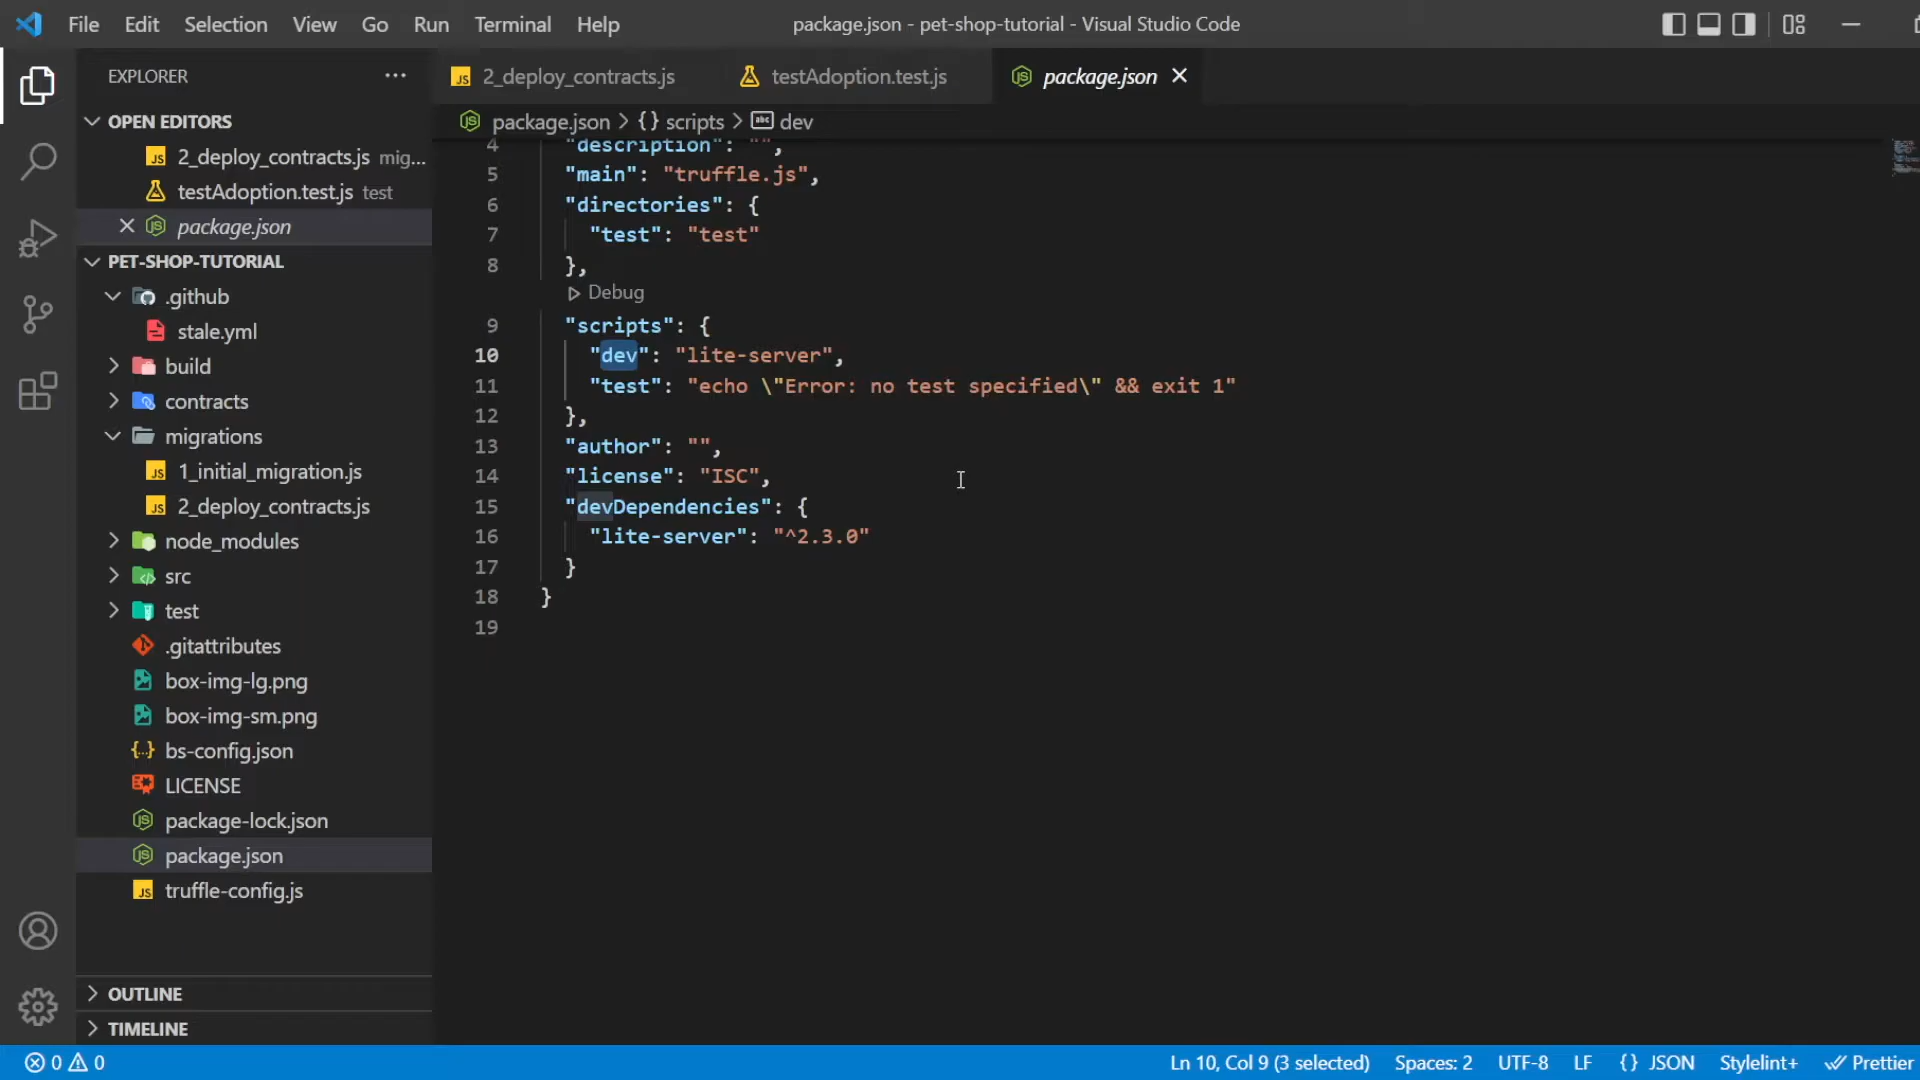 File Edit Selection View Go Run Terminal Help
package.json - pet-shop-tutorial - Visual Studio Code
EXPLORER
OPEN EDITORS
2_deploy_contracts.js mig...
testAdoption.test.js test
package.json
PET-SHOP-TUTORIAL
.github
stale.yml
build
contracts
migrations
1_initial_migration.js
2_deploy_contracts.js
node_modules
src
test
.gitattributes
box-img-lg.png
box-img-sm.png
bs-config.json
LICENSE
package-lock.json
package.json
truffle-config.js
OUTLINE
TIMELINE
2_deploy_contracts.js testAdoption.test.js package.json
package.json > {} scripts > abc dev
4 "description": "",
5 "main": "truffle.js",
6 "directories": {
7 "test": "test"
8 },
Debug
9 "scripts": {
10 "dev": "lite-server",
11 "test": "echo \"Error: no test specified\" && exit 1"
12 },
13 "author": "",
14 "license": "ISC",
15 "devDependencies": {
16 "lite-server": "^2.3.0"
17 }
18 }
19
0 0 Ln 10, Col 9 (3 selected) Spaces: 2 UTF-8 LF {} JSON Stylelint+ Prettier